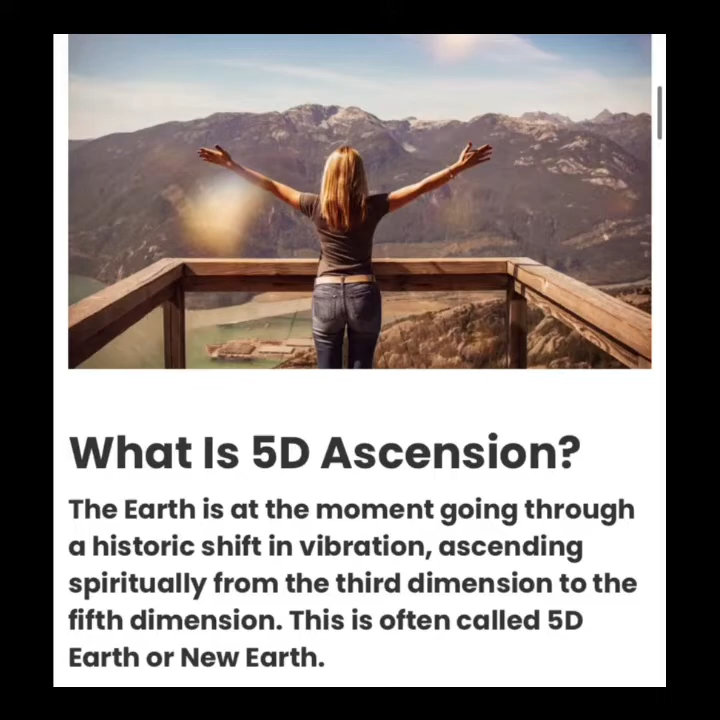 What Is 5D Ascension?
The Earth is at the moment going through
a historic shift in vibration, ascending
spiritually from the third dimension to the
fifth dimension. This is often called 5D
Earth or New Earth.